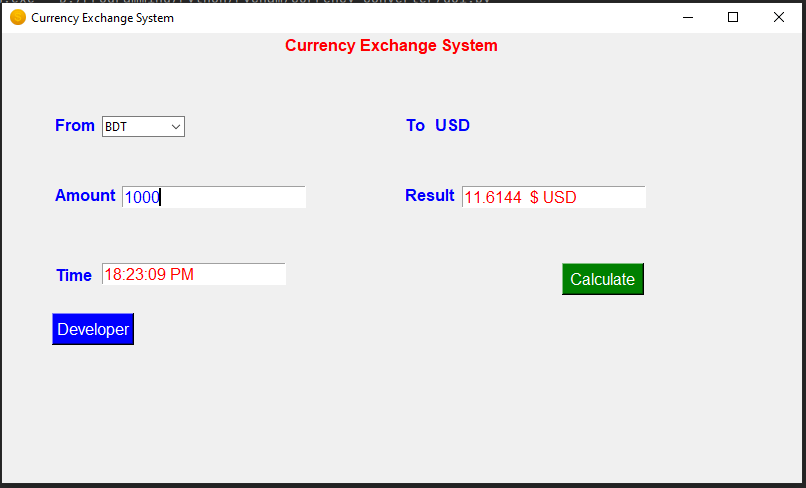 Currency Exchange System
Currency Exchange System
From BDT To USD
Amount 1000 Result 11.6144 $ USD
Time 18:23:09 PM Calculate
Developer